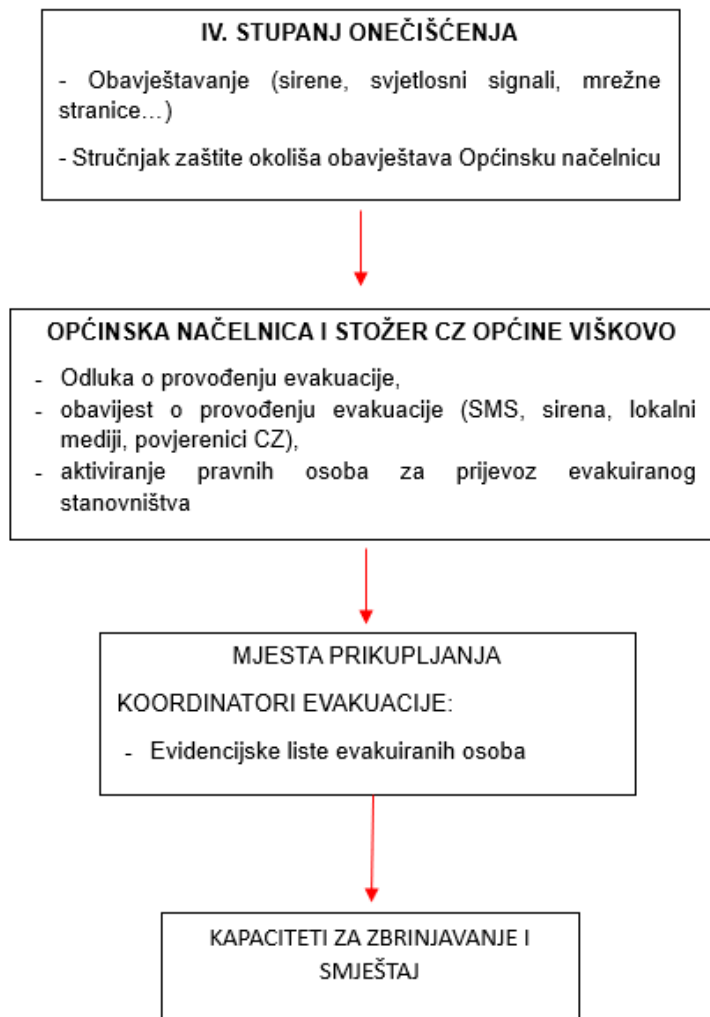 IV. STUPANJ ONEČIŠĆENJA
- Obavještavanje (sirene, svjetlosni signali, mrežne
stranice…)
- Stručnjak zaštite okoliša obavještava Općinsku načelnicu
OPĆINSKA NAČELNICA I STOŽER CZ OPĆINE VIŠKOVO
- Odluka o provođenju evakuacije,
- obavijest o provođenju evakuacije (SMS, sirena, lokalni
mediji, povjerenici CZ),
- aktiviranje pravnih osoba za prijevoz evakuiranog
stanovništva
MJESTA PRIKUPLJANJA
KOORDINATORI EVAKUACIJE:
- Evidencijske liste evakuiranih osoba
KAPACITETI ZA ZBRINJAVANJE I
SMJEŠTAJ